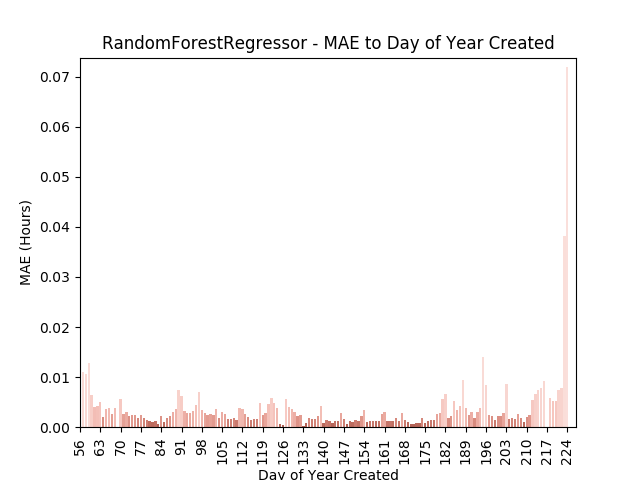 RandomForestRegressor - MAE to Day of Year Created
0.07
0.06
0.05
0.04
0.03
0.02
0.01
0.00
MAE (Hours)
56 63 70 77 84 91 98 105 112 119 126 133 140 147 154 161 168 175 182 189 196 203 210 217 224
Day of Year Created